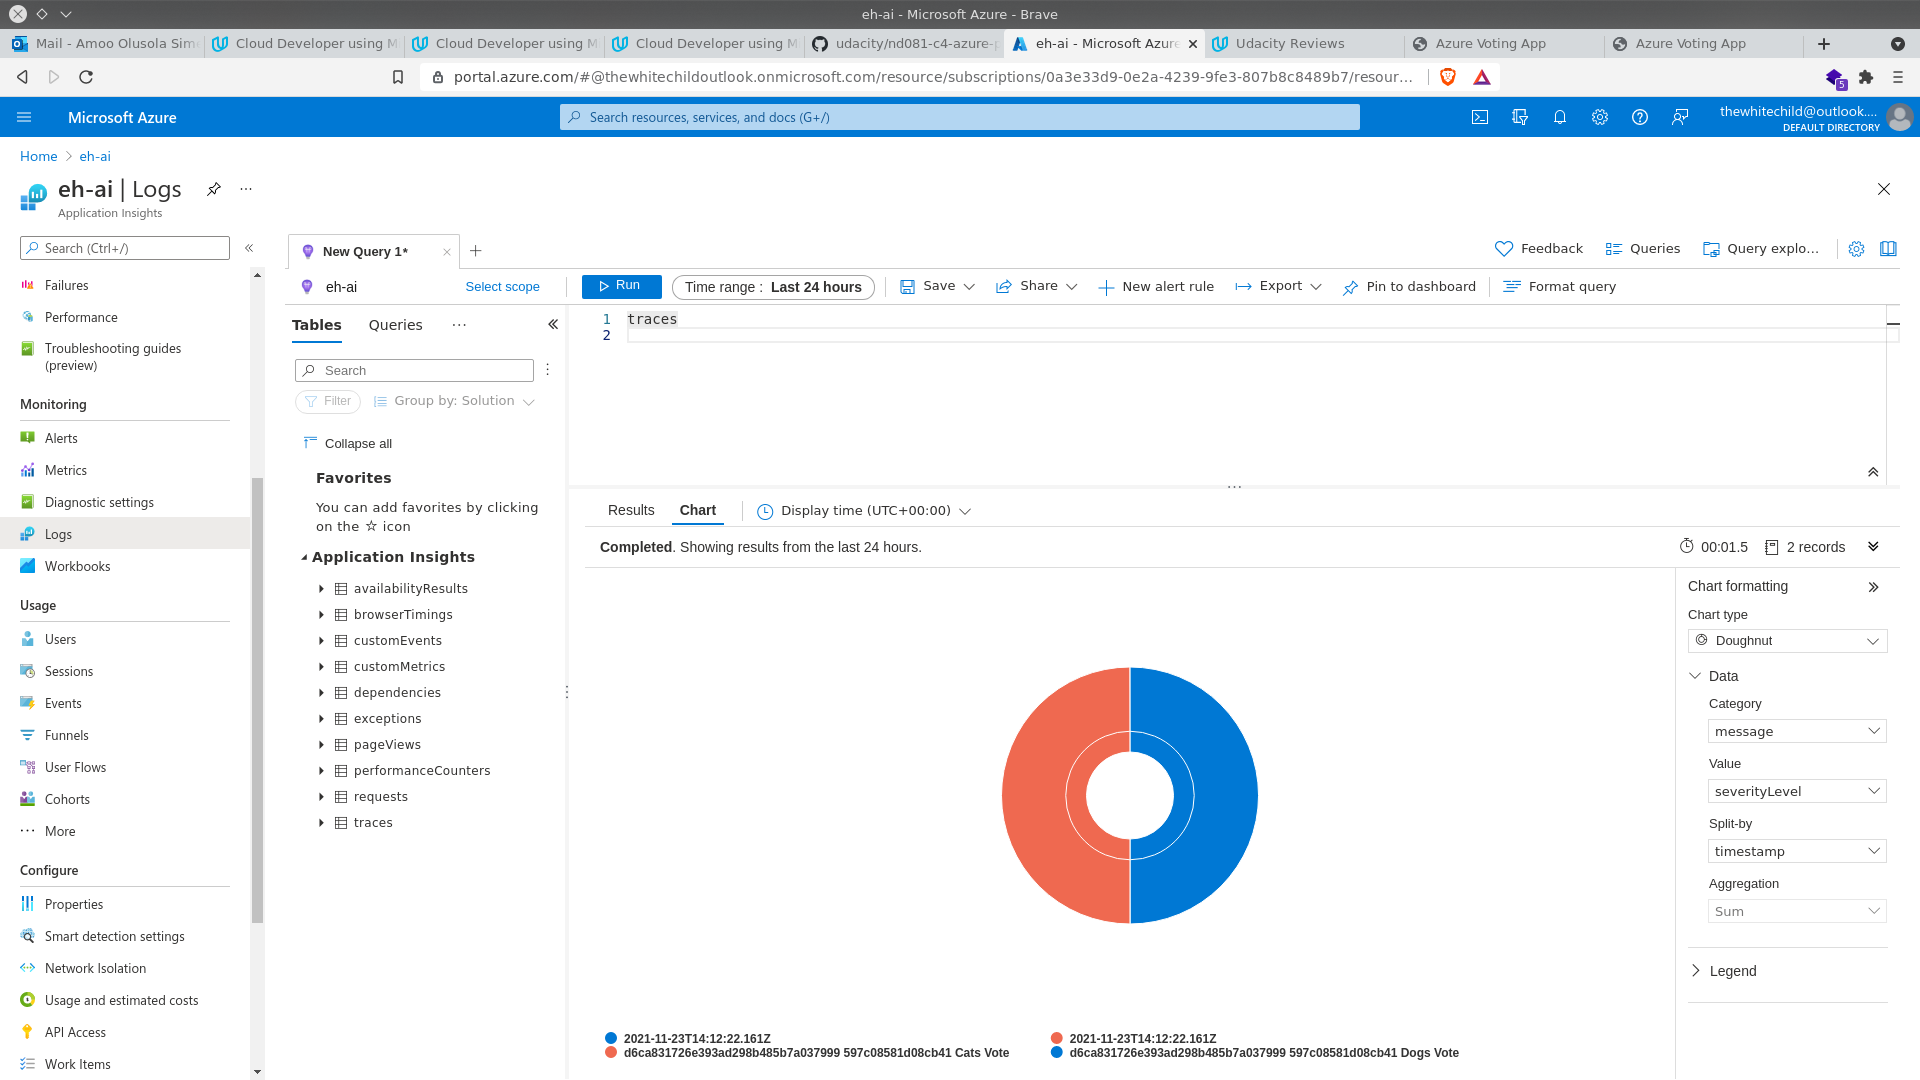 eh-ai - Microsoft Azure - Brave
Mail - Amoo Olusola Sim
Cloud Developer using M
Cloud Developer using M
Cloud Developer using M
udacity/nd081-c4-azure-p
eh-ai - Microsoft Azure
Udacity Reviews
Azure Voting App
Azure Voting App
portal.azure.com/#@thewhitechildoutlook.onmicrosoft.com/resource/subscriptions/0a3e33d9-0e2a-4239-9fe3-807b8c8489b7/resour...
5
Microsoft Azure
Search resources, services, and docs (G+/)
thewhitechild@outlook....
DEFAULT DIRECTORY
Home > eh-ai
eh-ai | Logs
Application Insights
Search (Ctrl+/)
Failures
Performance
Troubleshooting guides
(preview)
Monitoring
Alerts
Metrics
Diagnostic settings
Logs
Workbooks
Usage
Users
Sessions
Events
Funnels
User Flows
Cohorts
More
Configure
Properties
Smart detection settings
Network Isolation
Usage and estimated costs
API Access
Work Items
New Query 1*
Feedback
Queries
Query explo...
eh-ai
Select scope
Run
Time range : Last 24 hours
Save
Share
New alert rule
Export
Pin to dashboard
Format query
Tables
Queries
Search
Filter
Group by: Solution
Collapse all
Favorites
You can add favorites by clicking
on the ☆ icon
Application Insights
availabilityResults
browserTimings
customEvents
customMetrics
dependencies
exceptions
pageViews
performanceCounters
requests
traces
1 traces
2
Results
Chart
Display time (UTC+00:00)
Completed. Showing results from the last 24 hours.
00:01.5
2 records
Chart formatting
Chart type
Doughnut
Data
Category
message
Value
severityLevel
Split-by
timestamp
Aggregation
Sum
Legend
2021-11-23T14:12:22.161Z
d6ca831726e393ad298b485b7a037999 597c08581d08cb41 Cats Vote
2021-11-23T14:12:22.161Z
d6ca831726e393ad298b485b7a037999 597c08581d08cb41 Dogs Vote